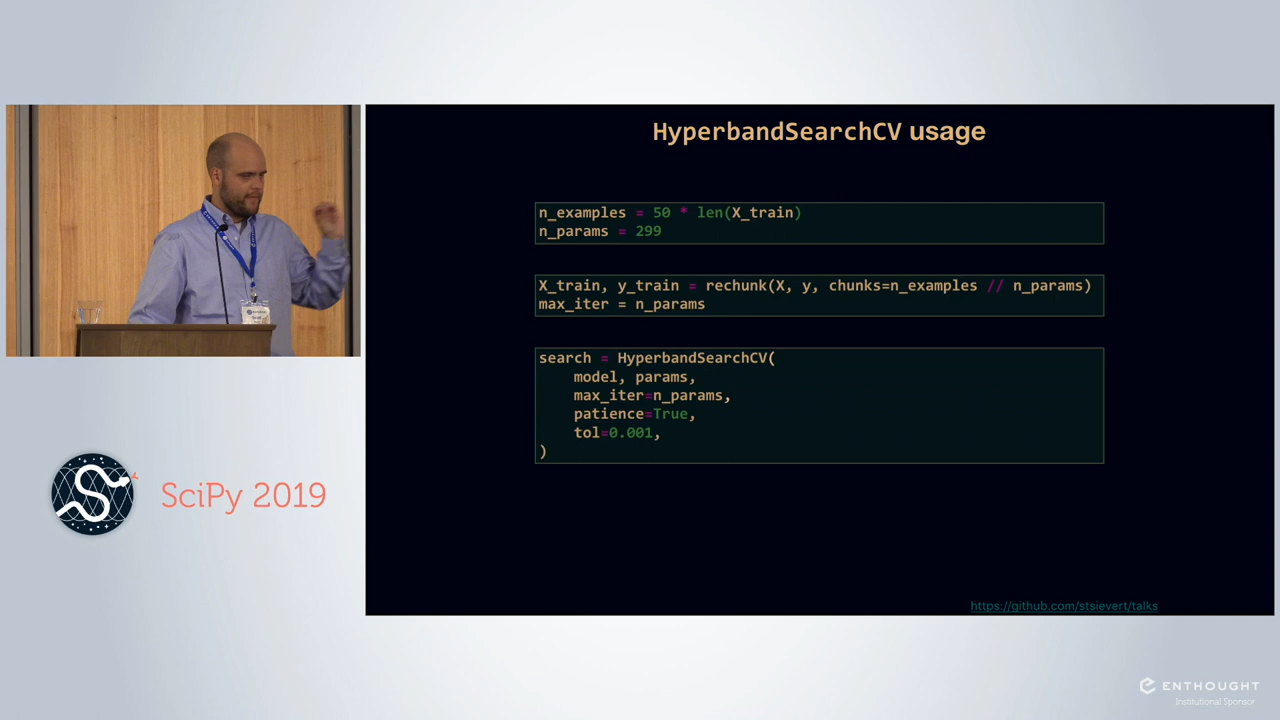 HyperbandSearchCV usage
n_examples = 50 * len(X_train)
n_params = 299
X_train, y_train = rechunk(X, y, chunks=n_examples // n_params)
max_iter = n_params
search = HyperbandSearchCV(
    model, params,
    max_iter=n_params,
    patience=True,
    tol=0.001,
)
https://github.com/stsievert/talks
SciPy 2019
ENTHOUGHT
Institutional Sponsor